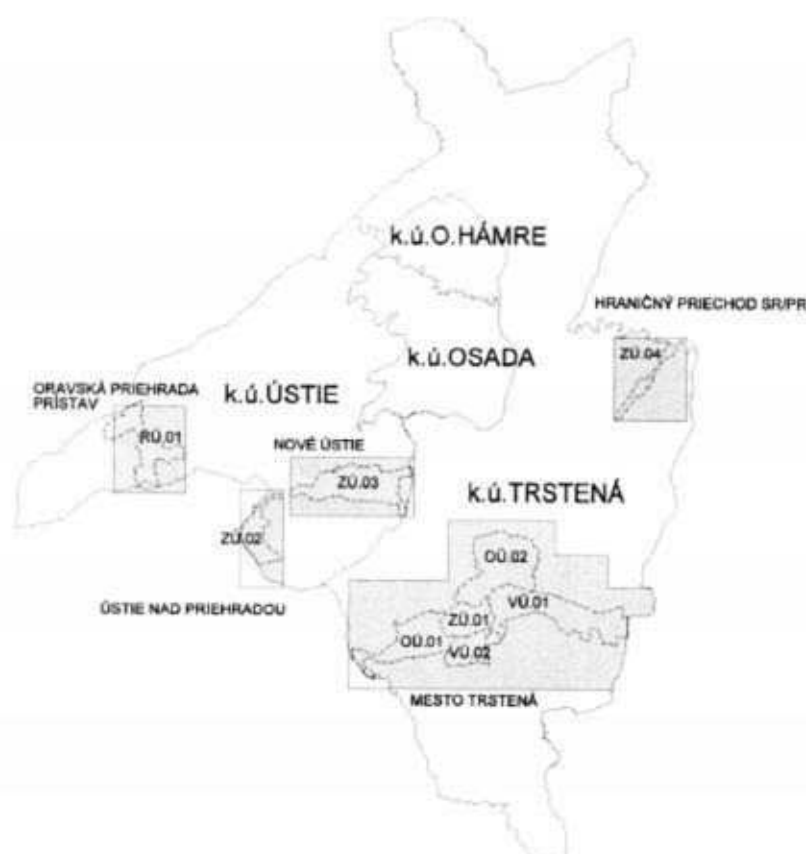 k.ú.O.HÁMRE
HRANIČNÝ PRIECHOD SR/PR
ZÚ.04
k.ú.OSADA
ORAVSKÁ PRIEHRADA
PRÍSTAV
k.ú.ÚSTIE
RÚ.01
NOVÉ ÚSTIE
ZÚ.03
k.ú.TRSTENÁ
ZÚ.02
OÚ.02
ÚSTIE NAD PRIEHRADOU
VÚ.01
ZÚ.01
OÚ.01
VÚ.02
MESTO TRSTENÁ